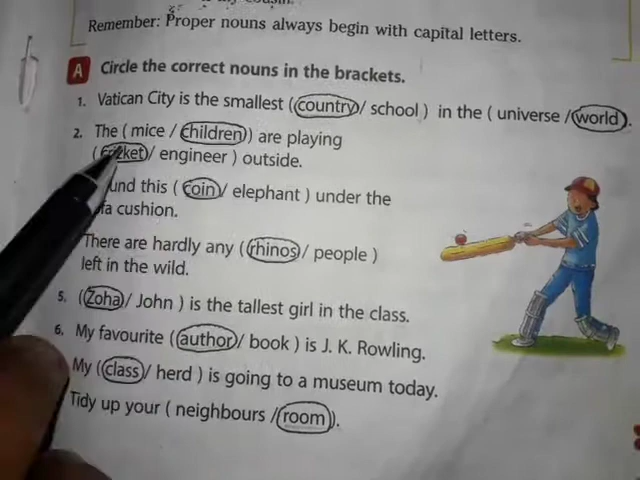 Remember: Proper nouns always begin with capital letters.
A Circle the correct nouns in the brackets.
1. Vatican City is the smallest (country / school ) in the ( universe / world).
2. The ( mice / children) are playing
(cricket / engineer ) outside.
this ( coin / elephant ) under the
cushion.
There are hardly any (rhinos / people )
left in the wild.
5. (Zoha / John ) is the tallest girl in the class.
6. My favourite (author / book ) is J. K. Rowling.
My (class / herd ) is going to a museum today.
Tidy up your ( neighbours / room).